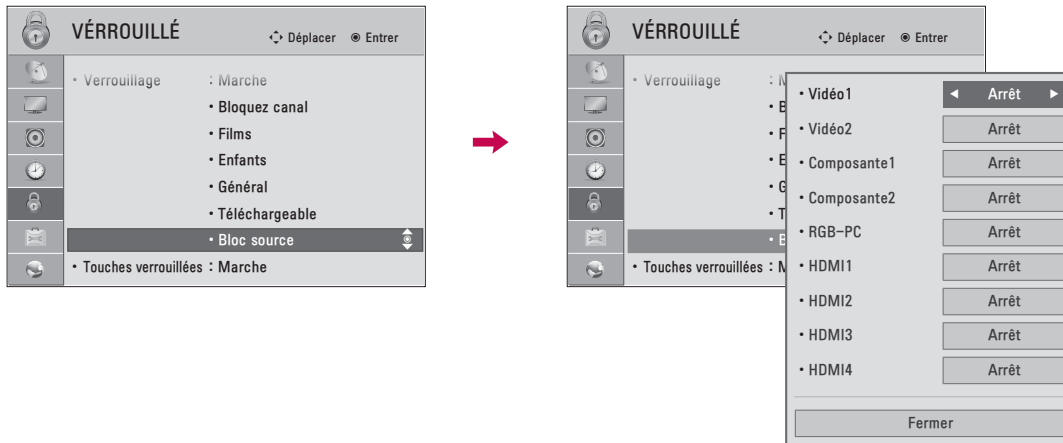 VÉRROUILLÉ
Déplacer Entrer
• Verrouillage : Marche
• Bloquez canal
• Films
• Enfants
• Général
• Téléchargeable
• Bloc source
• Touches verrouillées : Marche
VÉRROUILLÉ
Déplacer Entrer
• Verrouillage :
• Touches verrouillées :
• Vidéo1 ◄ Arrêt ►
• Vidéo2 Arrêt
• Composante1 Arrêt
• Composante2 Arrêt
• RGB-PC Arrêt
• HDMI1 Arrêt
• HDMI2 Arrêt
• HDMI3 Arrêt
• HDMI4 Arrêt
Fermer